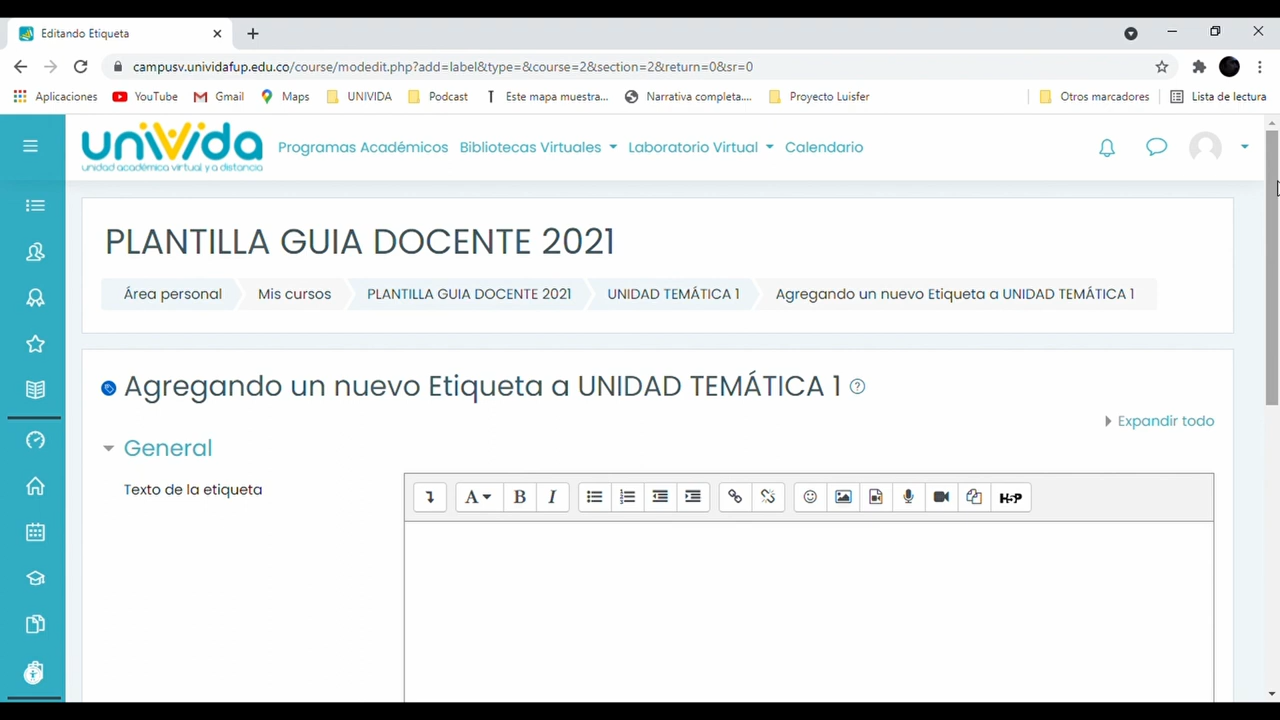 Editando Etiqueta
campusv.unividafup.edu.co/course/modedit.php?add=label&type=&course=2&section=2&return=0&sr=0
Aplicaciones YouTube Gmail Maps UNIVIDA Podcast Este mapa muestra... Narrativa completa.... Proyecto Luisfer Otros marcadores Lista de lectura
univida
unidad académica virtual y a distancia
Programas Académicos Bibliotecas Virtuales Laboratorio Virtual Calendario
PLANTILLA GUIA DOCENTE 2021
Área personal Mis cursos PLANTILLA GUIA DOCENTE 2021 UNIDAD TEMÁTICA 1 Agregando un nuevo Etiqueta a UNIDAD TEMÁTICA 1
Agregando un nuevo Etiqueta a UNIDAD TEMÁTICA 1
Expandir todo
General
Texto de la etiqueta
A B I H5P